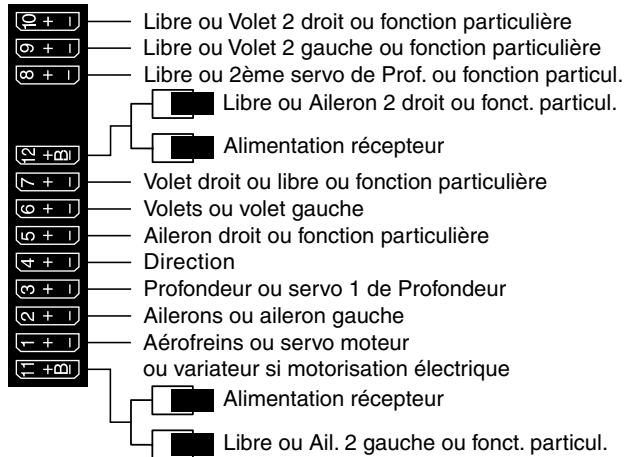 10 + – Libre ou Volet 2 droit ou fonction particulière
9 + – Libre ou Volet 2 gauche ou fonction particulière
8 + – Libre ou 2ème servo de Prof. ou fonction particul.
Libre ou Aileron 2 droit ou fonct. particul.
Alimentation récepteur
12 +B –
7 + – Volet droit ou libre ou fonction particulière
6 + – Volets ou volet gauche
5 + – Aileron droit ou fonction particulière
4 + – Direction
3 + – Profondeur ou servo 1 de Profondeur
2 + – Ailerons ou aileron gauche
1 + – Aérofreins ou servo moteur
11 +B – ou variateur si motorisation électrique
Alimentation récepteur
Libre ou Ail. 2 gauche ou fonct. particul.